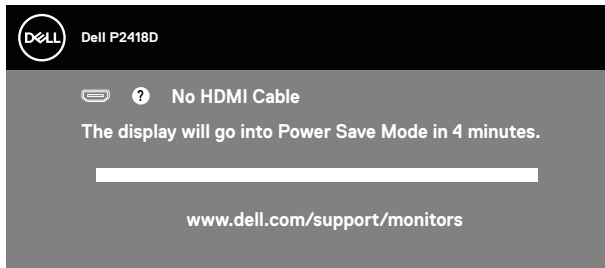 DELL Dell P2418D
? No HDMI Cable
The display will go into Power Save Mode in 4 minutes.
www.dell.com/support/monitors